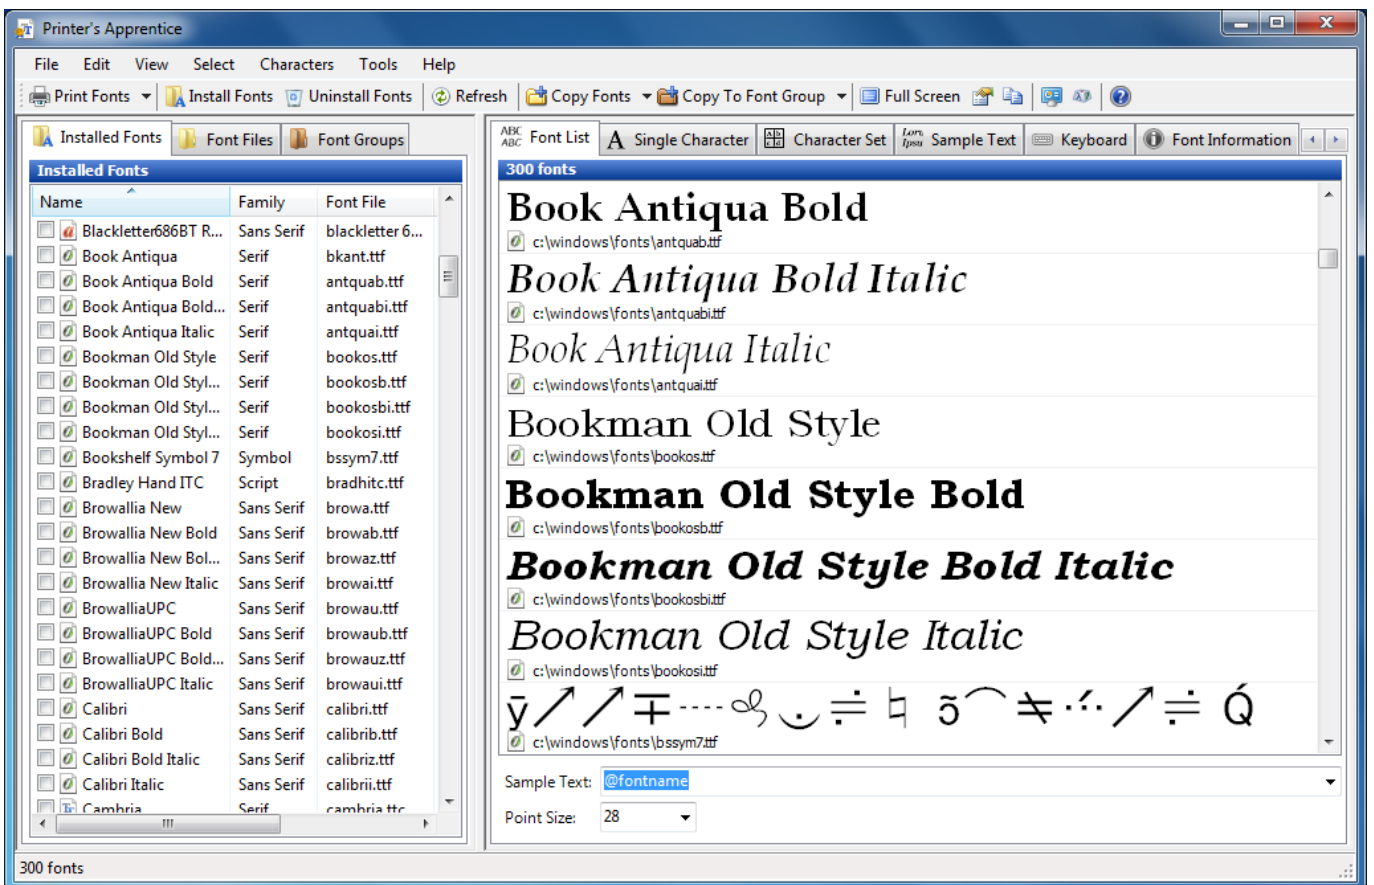 Printer's Apprentice
File Edit View Select Characters Tools Help
Print Fonts Install Fonts Uninstall Fonts Refresh Copy Fonts Copy To Font Group Full Screen
Installed Fonts Font Files Font Groups
Installed Fonts
Name Family Font File
Blackletter686BT R... Sans Serif blackletter 6...
Book Antiqua Serif bkant.ttf
Book Antiqua Bold Serif antquab.ttf
Book Antiqua Bold... Serif antquabi.ttf
Book Antiqua Italic Serif antquai.ttf
Bookman Old Style Serif bookos.ttf
Bookman Old Styl... Serif bookosb.ttf
Bookman Old Styl... Serif bookosbi.ttf
Bookman Old Styl... Serif bookosi.ttf
Bookshelf Symbol 7 Symbol bssym7.ttf
Bradley Hand ITC Script bradhitc.ttf
Browallia New Sans Serif browa.ttf
Browallia New Bold Sans Serif browab.ttf
Browallia New Bol... Sans Serif browaz.ttf
Browallia New Italic Sans Serif browai.ttf
BrowalliaUPC Sans Serif browau.ttf
BrowalliaUPC Bold Sans Serif browaub.ttf
BrowalliaUPC Bold... Sans Serif browauz.ttf
BrowalliaUPC Italic Sans Serif browaui.ttf
Calibri Sans Serif calibri.ttf
Calibri Bold Sans Serif calibrib.ttf
Calibri Bold Italic Sans Serif calibriz.ttf
Calibri Italic Sans Serif calibrii.ttf
Cambria Serif cambria.ttc
ABC ABC Font List A Single Character Character Set Lorn Ipsu Sample Text Keyboard Font Information
300 fonts
Book Antiqua Bold
c:\windows\fonts\antquab.ttf
Book Antiqua Bold Italic
c:\windows\fonts\antquabi.ttf
Book Antiqua Italic
c:\windows\fonts\antquai.ttf
Bookman Old Style
c:\windows\fonts\bookos.ttf
Bookman Old Style Bold
c:\windows\fonts\bookosb.ttf
Bookman Old Style Bold Italic
c:\windows\fonts\bookosbi.ttf
Bookman Old Style Italic
c:\windows\fonts\bookosi.ttf
c:\windows\fonts\bssym7.ttf
Sample Text: @fontname
Point Size: 28
300 fonts